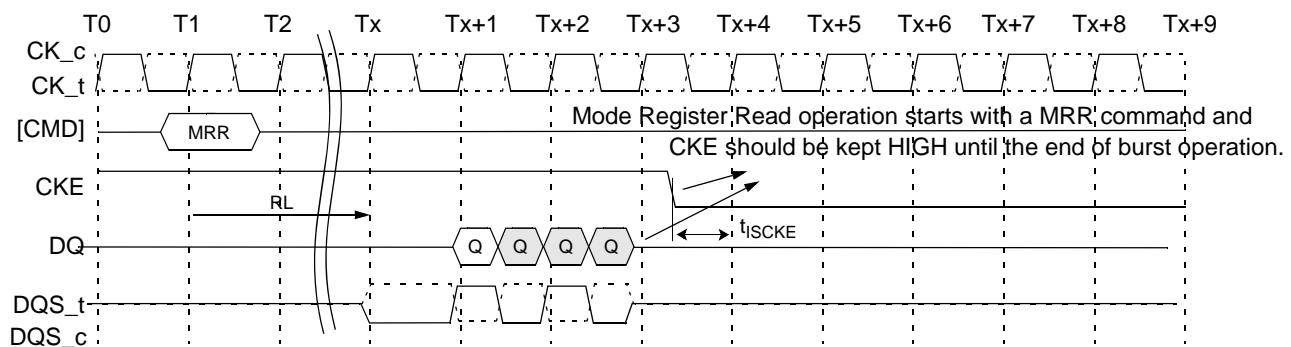 T0 T1 T2 Tx Tx+1 Tx+2 Tx+3 Tx+4 Tx+5 Tx+6 Tx+7 Tx+8 Tx+9
CK_c
CK_t
[CMD] MRR Mode Register Read operation starts with a MRR command and
CKE should be kept HIGH until the end of burst operation.
CKE
RL
tISCKE
DQ Q Q Q Q
DQS_t
DQS_c